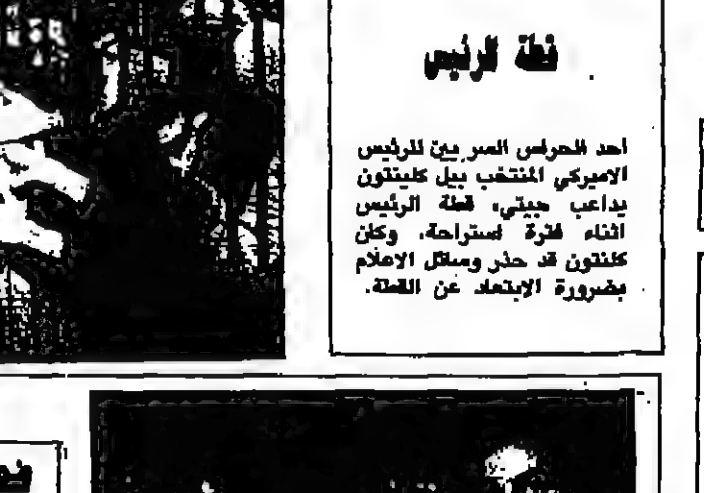 قطة الرئيس
احد الحراس السريين للرئيس
الاميركي المنتخب بيل كلينتون
يداعب جيتي، قطة الرئيس
اثناء فترة استراحة، وكان
كلنتون قد حذر وسائل الاعلام
بضرورة الابتعاد عن القطة.